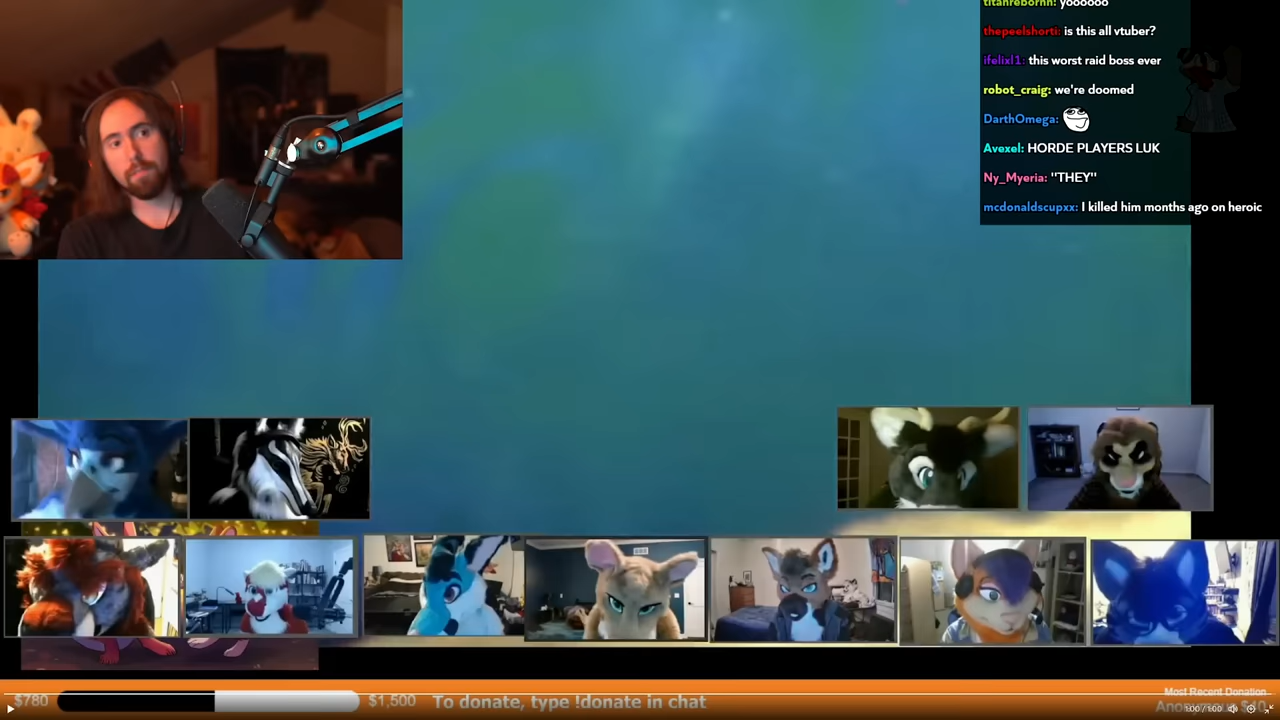 titanrebornh: yoooooo
thepeelshorti: is this all vtuber?
ifelixl1: this worst raid boss ever
robot_craig: we're doomed
DarthOmega:
Avexel: HORDE PLAYERS LUK
Ny_Myeria: "THEY"
mcdonaldscupxx: I killed him months ago on heroic
$780
$1,500
To donate, type !donate in chat
Most Recent Donation